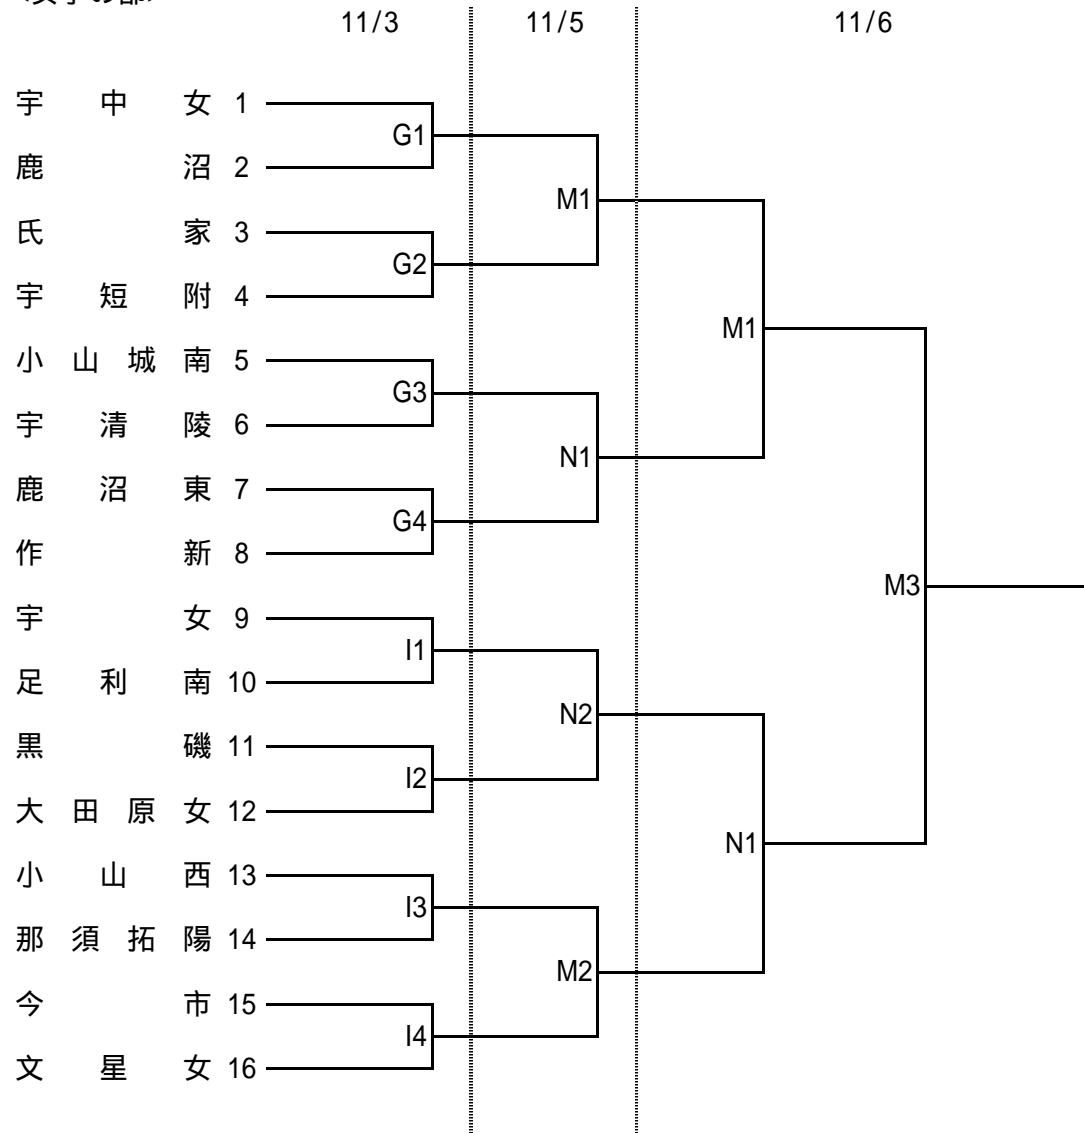 11/3 11/5 11/6
宇中女 1
G1
鹿沼 2
M1
氏家 3
G2
宇短附 4
M1
小山城南 5
G3
宇清陵 6
N1
鹿沼東 7
G4
作新 8
M3
宇女 9
I1
足利南 10
N2
黒磯 11
I2
大田原女 12
N1
小山西 13
I3
那須拓陽 14
M2
今市 15
I4
文星女 16